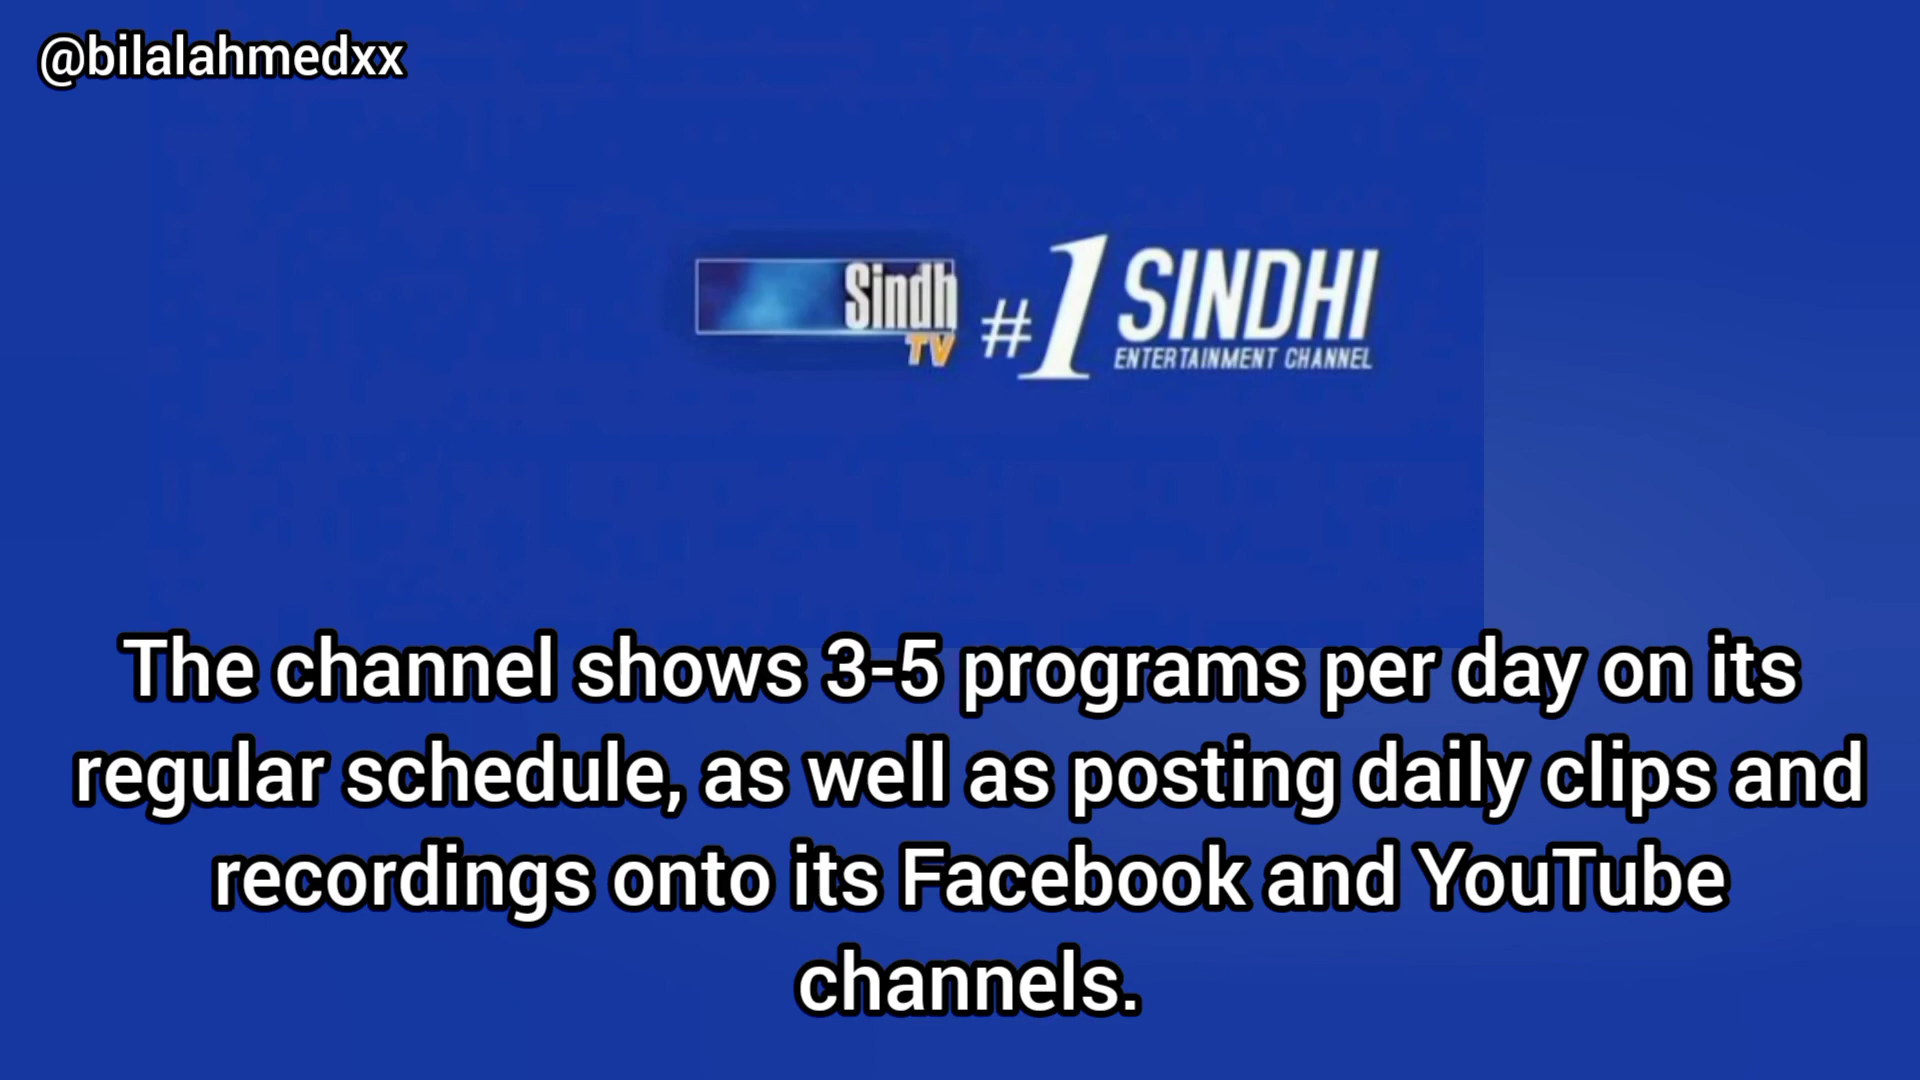 @bilalahmedxx
Sindh
TV
#1 SINDHI
ENTERTAINMENT CHANNEL
The channel shows 3-5 programs per day on its
regular schedule, as well as posting daily clips and
recordings onto its Facebook and YouTube
channels.